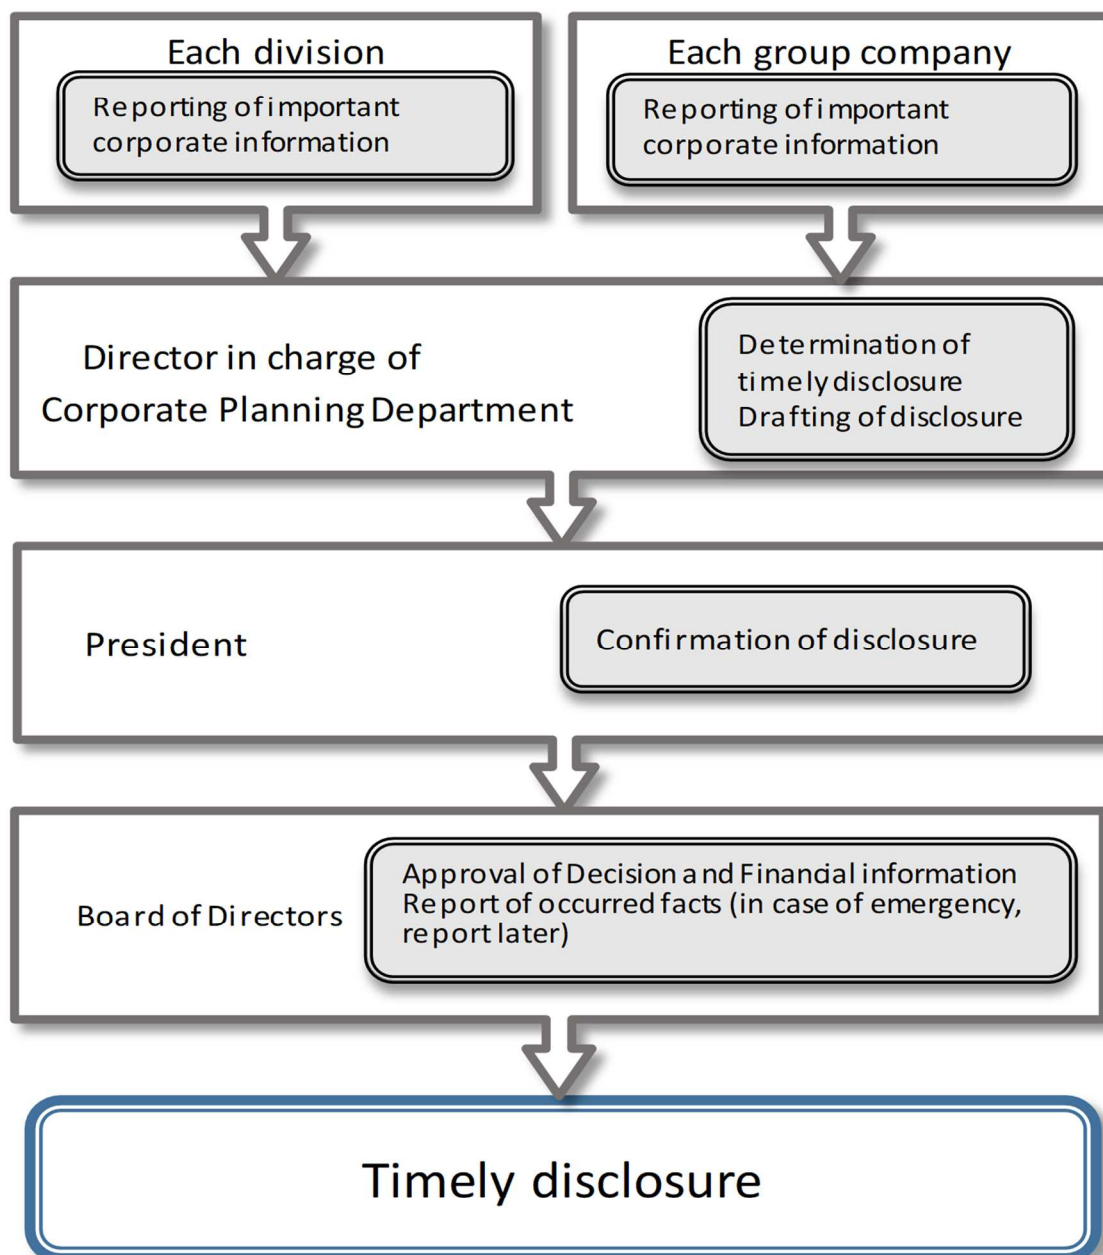 Each division
Reporting of important
corporate information
Each group company
Reporting of important
corporate information
Director in charge of
Corporate Planning Department
Determination of
timely disclosure
Drafting of disclosure
President
Confirmation of disclosure
Board of Directors
Approval of Decision and Financial information
Report of occurred facts (in case of emergency,
report later)
Timely disclosure